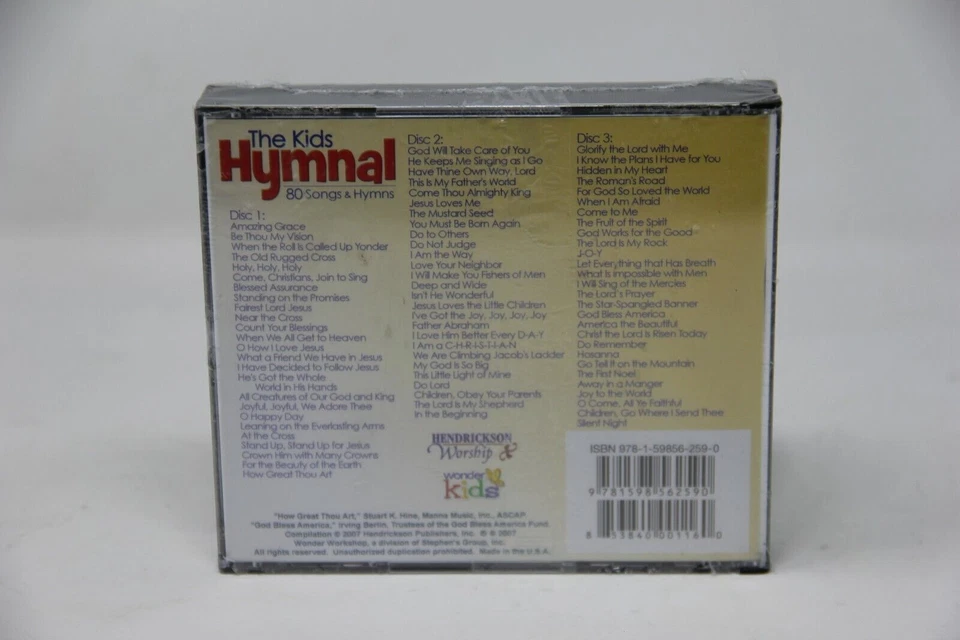 The Kids
Hymnal
80 Songs & Hymns
Disc 1:
Amazing Grace
Be Thou My Vision
When the Roll Is Called Up Yonder
The Old Rugged Cross
Holy, Holy, Holy
Come, Christians, Join to Sing
Blessed Assurance
Standing on the Promises
Fairest Lord Jesus
Near the Cross
Count Your Blessings
When We All Get to Heaven
O How I Love Jesus
What a Friend We Have in Jesus
I Have Decided to Follow Jesus
He's Got the Whole
World in His Hands
All Creatures of Our God and King
Joyful, Joyful, We Adore Thee
O Happy Day
Leaning on the Everlasting Arms
At the Cross
Stand Up, Stand Up for Jesus
Crown Him with Many Crowns
For the Beauty of the Earth
How Great Thou Art
Disc 2:
God Will Take Care of You
He Keeps Me Singing as I Go
Have Thine Own Way, Lord
This Is My Father's World
Come Thou Almighty King
Jesus Loves Me
The Mustard Seed
You Must Be Born Again
Do to Others
Do Not Judge
I Am the Way
Love Your Neighbor
I Will Make You Fishers of Men
Deep and Wide
Isn't He Wonderful
Jesus Loves the Little Children
I've Got the Joy, Joy, Joy, Joy
Father Abraham
I Love Him Better Every D-A-Y
I Am a C-H-R-I-S-T-I-A-N
We Are Climbing Jacob's Ladder
My God Is So Big
This Little Light of Mine
Do Lord
Children, Obey Your Parents
The Lord Is My Shepherd
In the Beginning
Disc 3:
Glorify the Lord with Me
I Know the Plans I Have for You
Hidden in My Heart
The Roman's Road
For God So Loved the World
When I Am Afraid
Come to Me
The Fruit of the Spirit
God Works for the Good
The Lord Is My Rock
J-O-Y
Let Everything that Has Breath
What Is Impossible with Men
I Will Sing of the Mercies
The Lord's Prayer
The Star-Spangled Banner
God Bless America
America the Beautiful
Christ the Lord Is Risen Today
Do Remember
Hosanna
Go Tell It on the Mountain
The First Noel
Away in a Manger
Joy to the World
O Come, All Ye Faithful
Children, Go Where I Send Thee
Silent Night
HENDRICKSON
Worship
wonder
kids
"How Great Thou Art," Stuart K. Hine, Manna Music, Inc., ASCAP.
"God Bless America," Irving Berlin, Trustees of the God Bless America Fund.
Compilation © 2007 Hendrickson Publishers, Inc. ℗ © 2007
Wonder Workshop, a division of Stephen's Group, Inc.
All rights reserved. Unauthorized duplication prohibited. Made in the U.S.A.
ISBN 978-1-59856-259-0
9 781598 562590